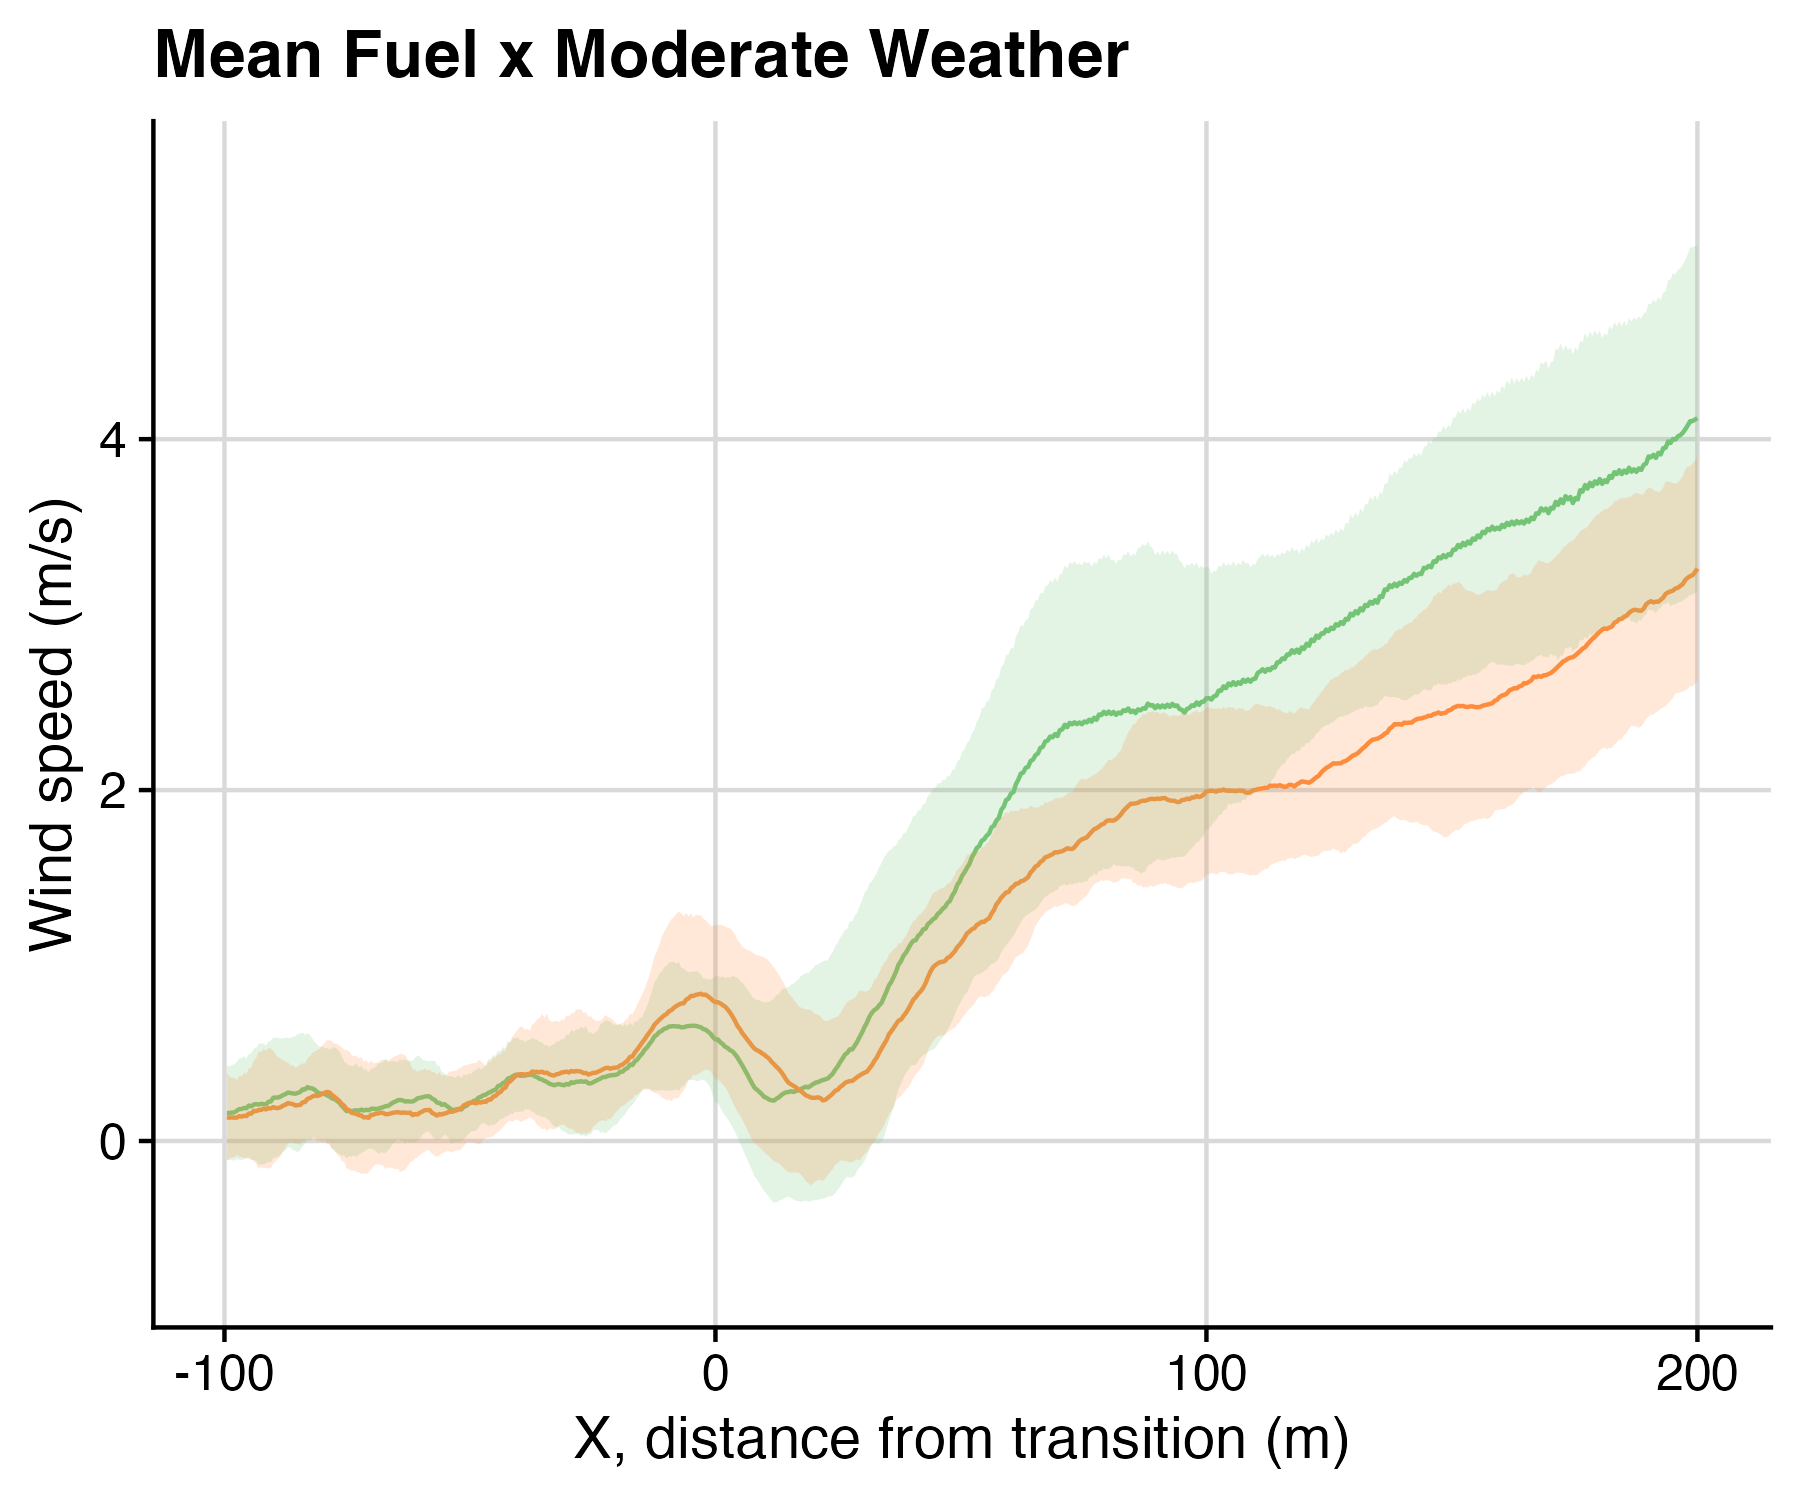 Mean Fuel x Moderate Weather
Wind speed (m/s)
4
2
0
-100 0 100 200
X, distance from transition (m)